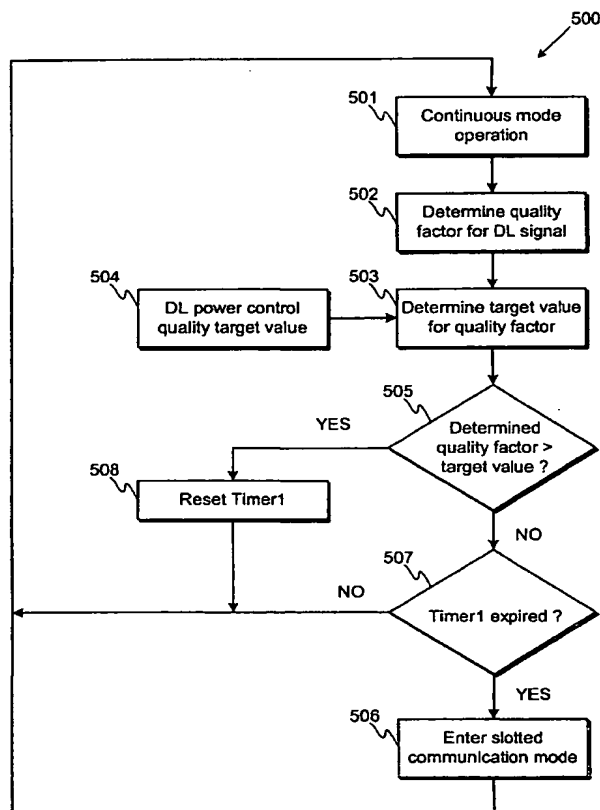 500
501
Continuous mode
operation
502
Determine quality
factor for DL signal
504
DL power control
quality target value
503
Determine target value
for quality factor
505
YES
Determined
quality factor >
target value ?
508
Reset Timer1
NO
507
NO
Timer1 expired ?
YES
506
Enter slotted
communication mode